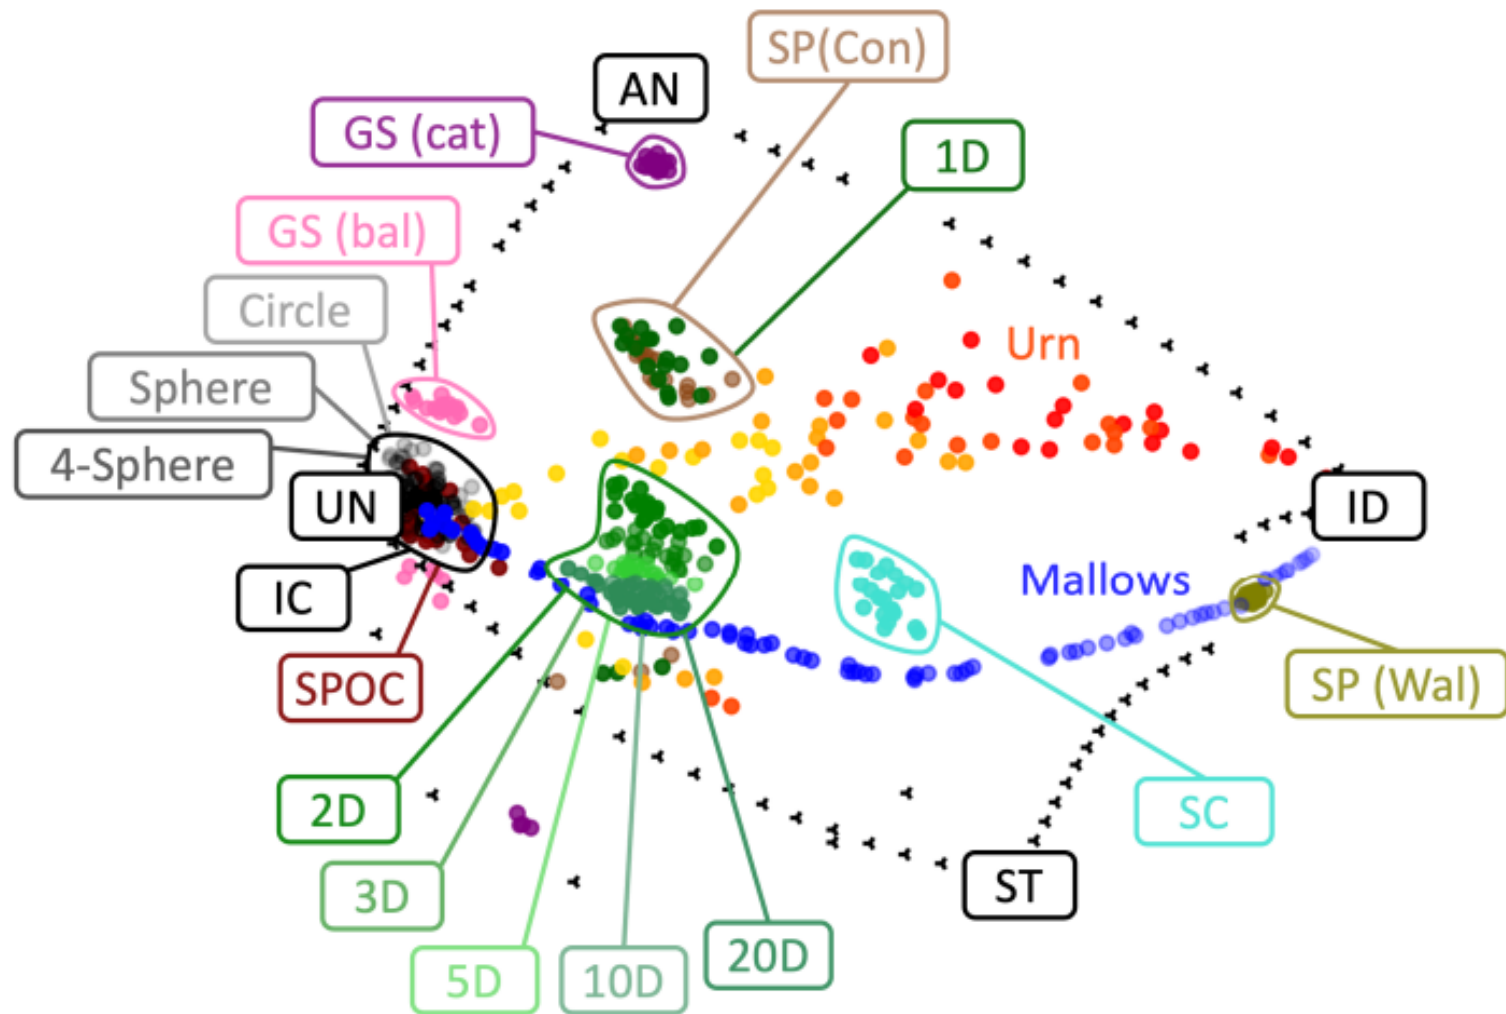 SP(Con)
AN
GS (cat)
1D
GS (bal)
Circle
Urn
Sphere
4-Sphere
UN
ID
IC
Mallows
SPOC
SP (Wal)
2D
SC
3D
ST
20D
5D
10D